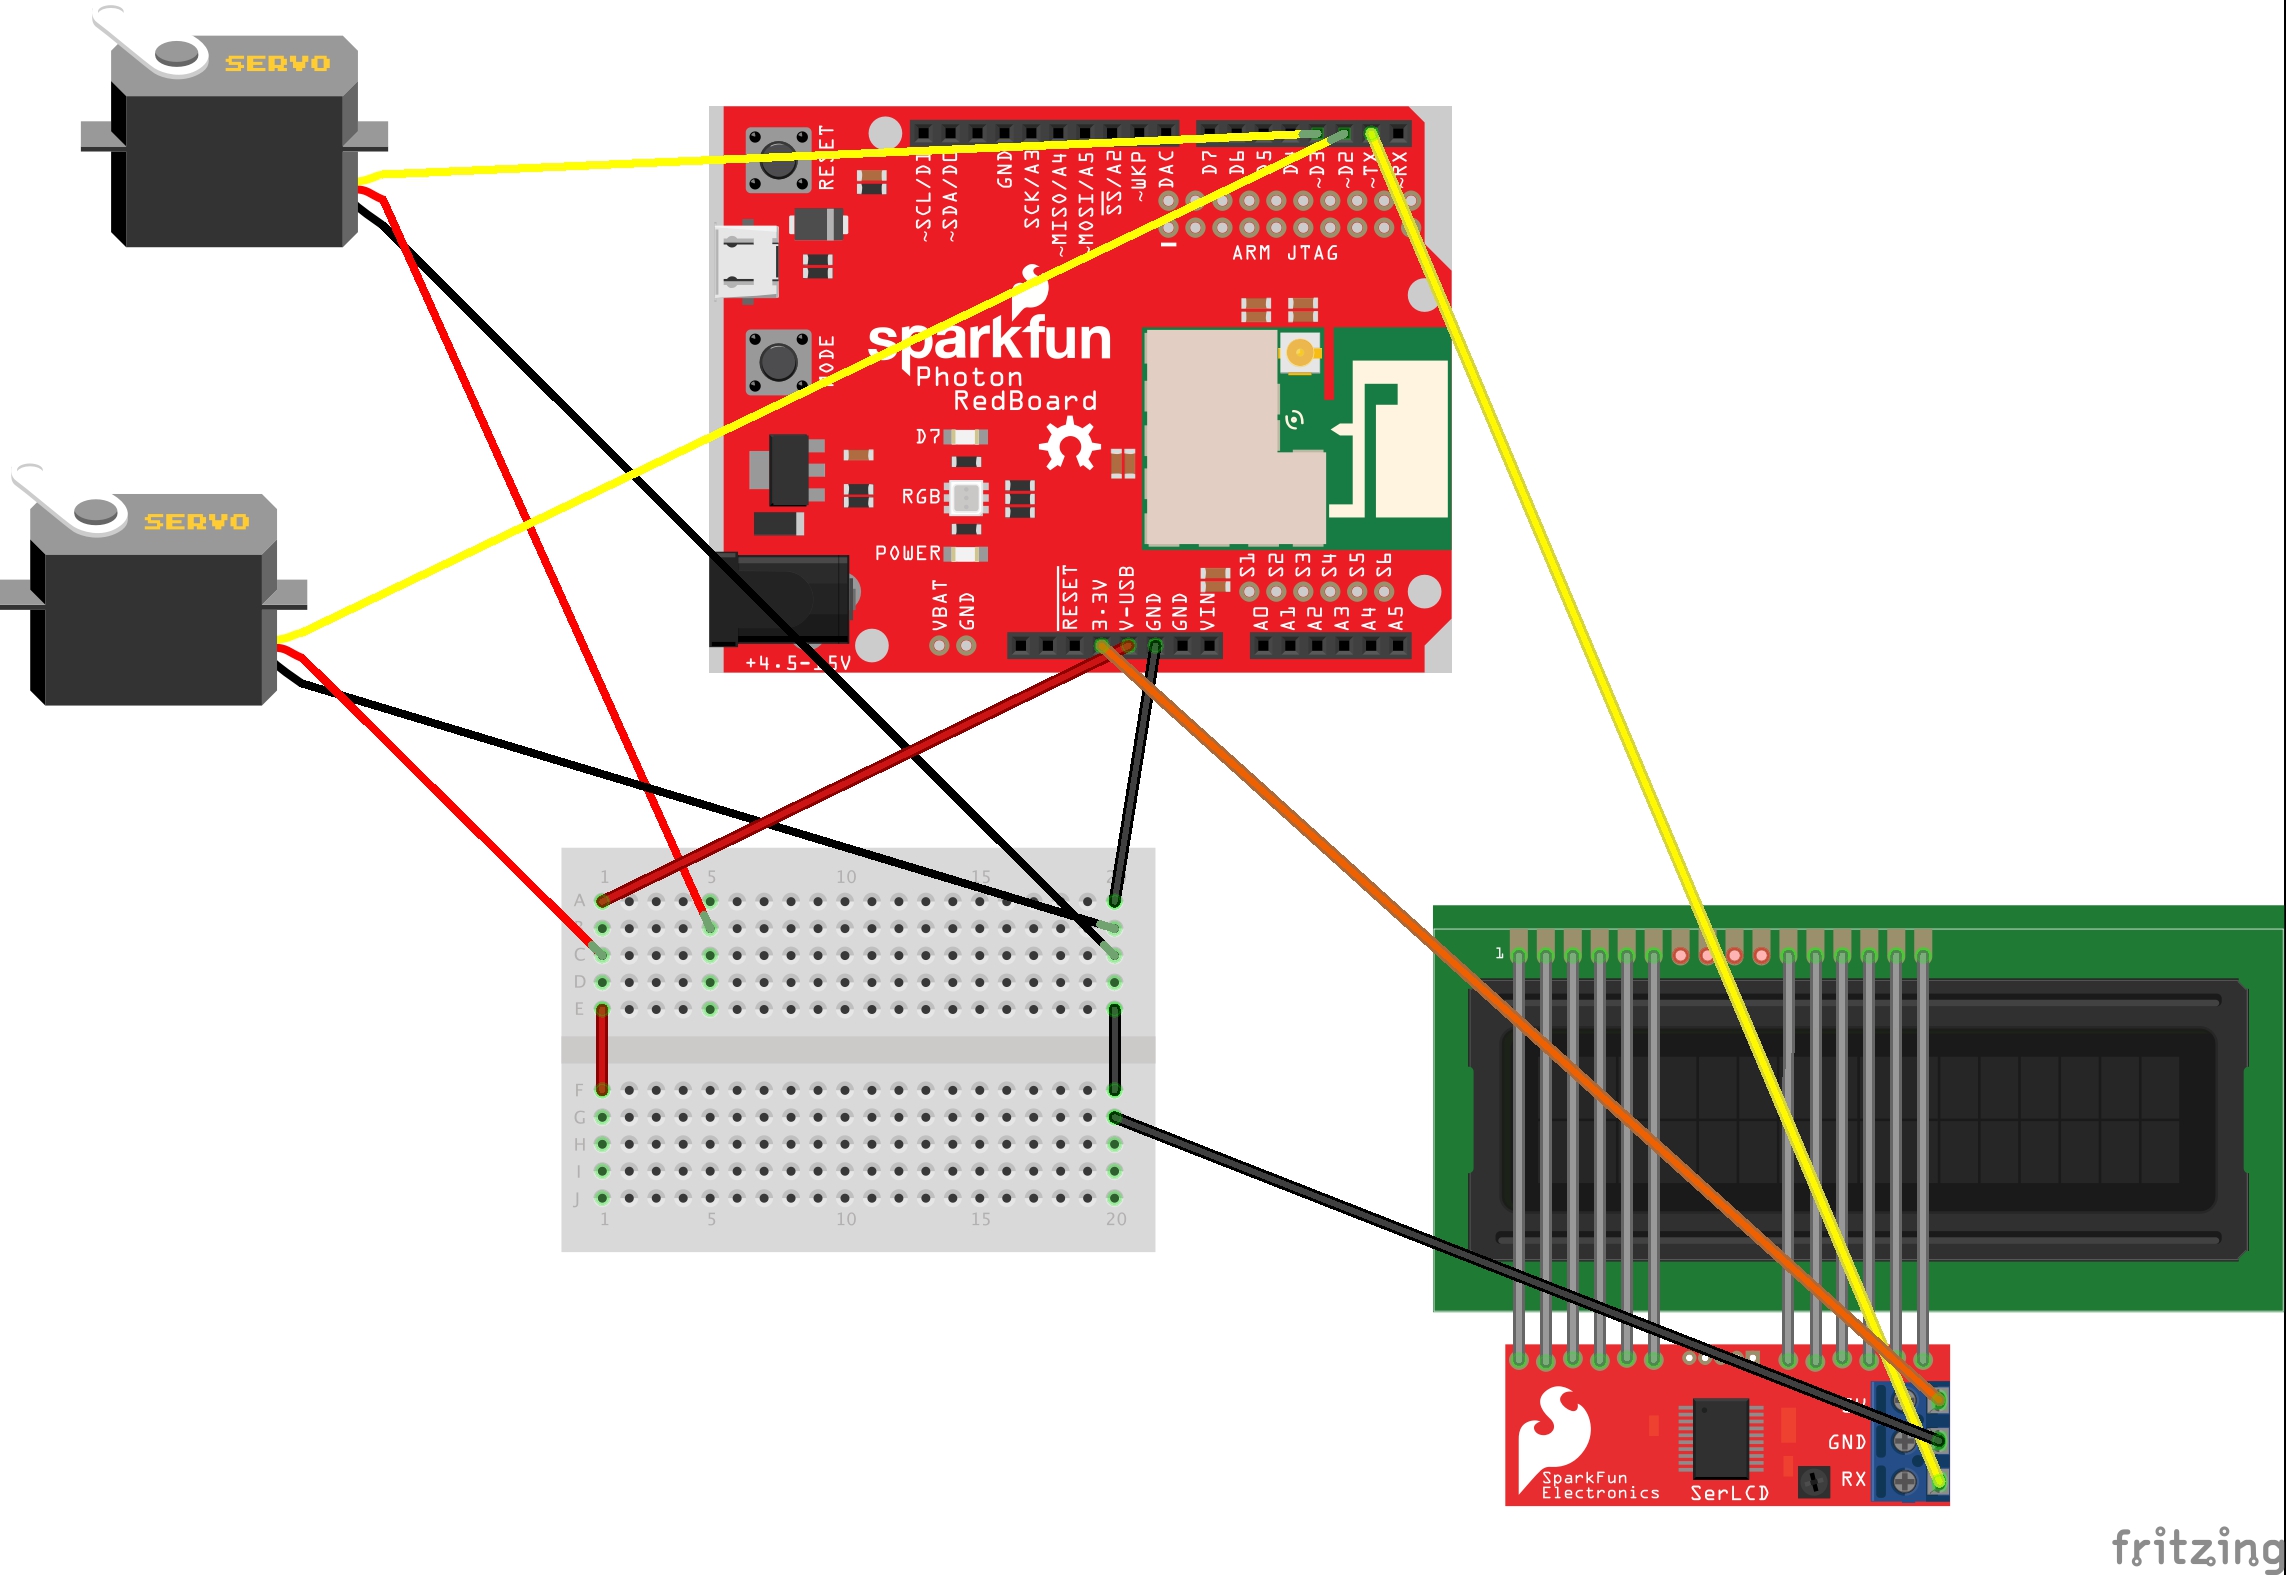 SERVO
SERVO
RESET
~SCL/D1
~SDA/D0
GND
SCK/A3
~MISO/A4
~MOSI/A5
SS/A2
~WKP
DAC
D7
D6
~D3
~D2
~TX
~RX
ARM JTAG
MODE
sparkfun
Photon
RedBoard
D7
RGB
POWER
VBAT
GND
RESET
3.3V
V-USB
GND
GND
VIN
S1
S2
S3
S4
S5
S6
A0
A1
A2
A3
A4
A5
+4.5-15V
1 5 10 15
A
C
D
E
F
G
H
I
J
1 5 10 15 20
1
GND
RX
SparkFun
Electronics
SerLCD
fritzing